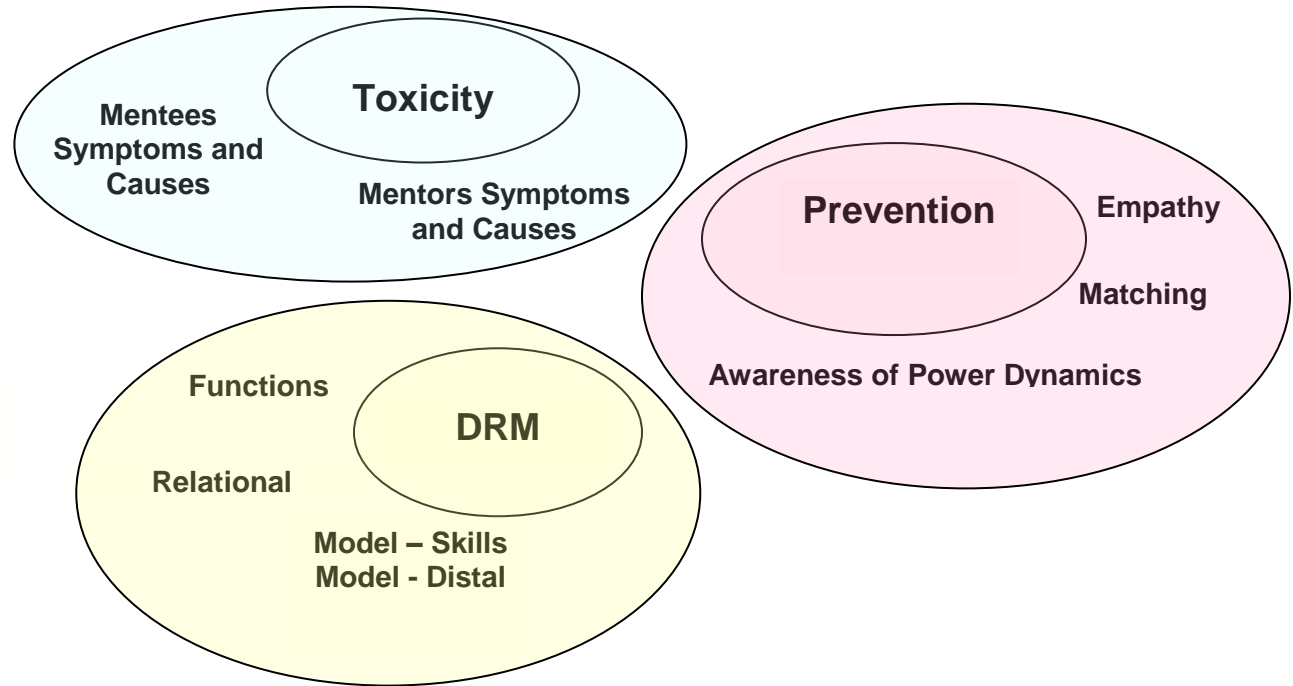 Toxicity
Mentees
Symptoms and
Causes
Mentors Symptoms
and Causes
Prevention
Empathy
Matching
Awareness of Power Dynamics
Functions
DRM
Relational
Model – Skills
Model - Distal